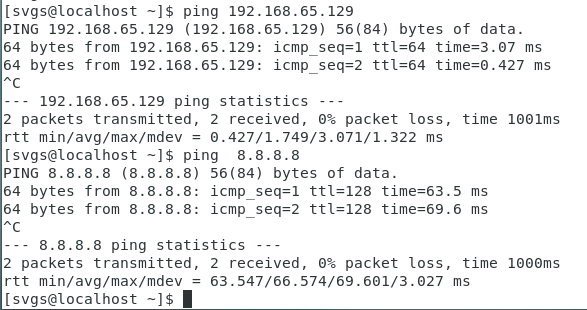 [svgs@localhost ~]$ ping 192.168.65.129
PING 192.168.65.129 (192.168.65.129) 56(84) bytes of data.
64 bytes from 192.168.65.129: icmp_seq=1 ttl=64 time=3.07 ms
64 bytes from 192.168.65.129: icmp_seq=2 ttl=64 time=0.427 ms
^C
--- 192.168.65.129 ping statistics ---
2 packets transmitted, 2 received, 0% packet loss, time 1001ms
rtt min/avg/max/mdev = 0.427/1.749/3.071/1.322 ms
[svgs@localhost ~]$ ping  8.8.8.8
PING 8.8.8.8 (8.8.8.8) 56(84) bytes of data.
64 bytes from 8.8.8.8: icmp_seq=1 ttl=128 time=63.5 ms
64 bytes from 8.8.8.8: icmp_seq=2 ttl=128 time=69.6 ms
^C
--- 8.8.8.8 ping statistics ---
2 packets transmitted, 2 received, 0% packet loss, time 1000ms
rtt min/avg/max/mdev = 63.547/66.574/69.601/3.027 ms
[svgs@localhost ~]$